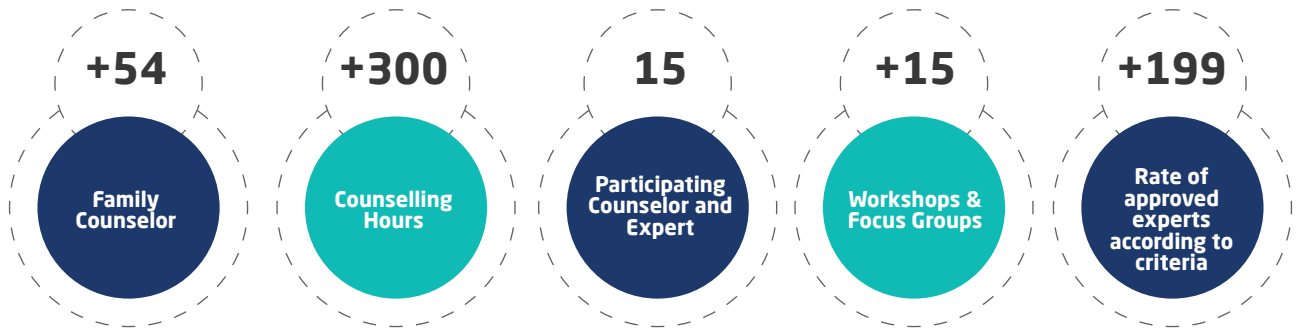 +54
Family
Counselor
+300
Counselling
Hours
15
Participating
Counselor and
Expert
+15
Workshops &
Focus Groups
+199
Rate of
approved
experts
according to
criteria